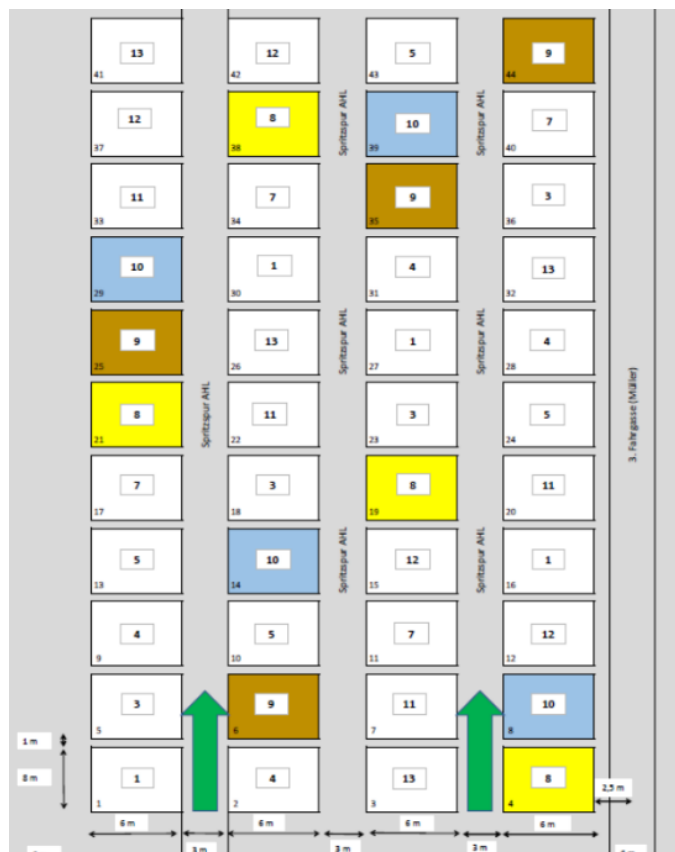 13 12 5 9
41 42 43 44
12 8 10 7
37 38 39 40
Spritzspur AHL Spritzspur AHL
11 7 9 3
33 34 35 36
10 1 4 13
29 30 31 32
9 13 1 4
25 26 27 28
Spritzspur AHL Spritzspur AHL
8 11 3 5
21 22 23 24
Spritzspur AHL
3. Fahrgasse (Müller)
7 3 8 11
17 18 19 20
5 10 12 1
13 14 15 16
Spritzspur AHL Spritzspur AHL
4 5 7 12
9 10 11 12
3 9 11 10
5 6 7 8
1 m
8 m
1 4 13 8
1 2 3 4
2,5 m
6 m 6 m 6 m 6 m
3 m 3 m 3 m